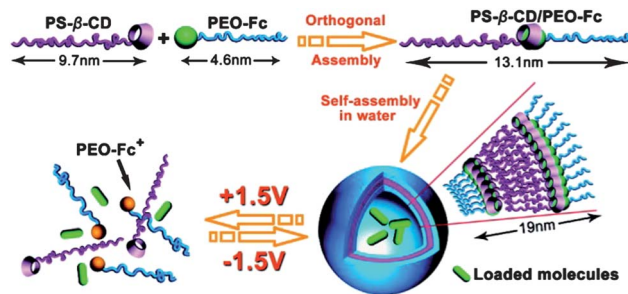 PS-β-CD
+
PEO-Fc
Orthogonal
Assembly
PS-β-CD/PEO-Fc
9.7nm
4.6nm
13.1nm
Self-assembly
in water
PEO-Fc+
+1.5V
-1.5V
19nm
Loaded molecules